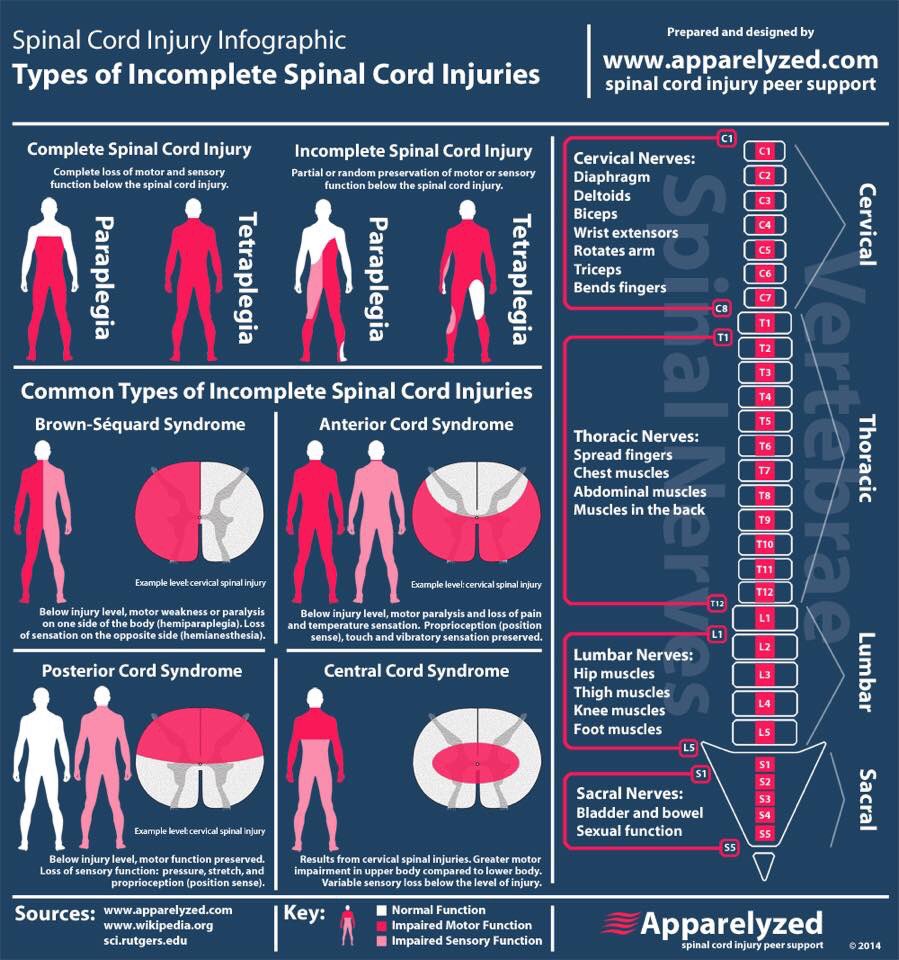 Spinal Cord Injury Infographic
Types of Incomplete Spinal Cord Injuries
Prepared and designed by
www.apparelyzed.com
spinal cord injury peer support
Complete Spinal Cord Injury
Complete loss of motor and sensory
function below the spinal cord injury.
Paraplegia
Tetraplegia
Incomplete Spinal Cord Injury
Partial or random preservation of motor or sensory
function below the spinal cord injury.
Paraplegia
Tetraplegia
Common Types of Incomplete Spinal Cord Injuries
Brown-Séquard Syndrome
Example level: cervical spinal injury
Below injury level, motor weakness or paralysis
on one side of the body (hemiparaplegia). Loss
of sensation on the opposite side (hemianesthesia).
Anterior Cord Syndrome
Example level: cervical spinal injury
Below injury level, motor paralysis and loss of pain
and temperature sensation. Proprioception (position
sense), touch and vibratory sensation preserved.
Posterior Cord Syndrome
Example level: cervical spinal injury
Below injury level, motor function preserved.
Loss of sensory function: pressure, stretch, and
proprioception (position sense).
Central Cord Syndrome
Results from cervical spinal injuries. Greater motor
impairment in upper body compared to lower body.
Variable sensory loss below the level of injury.
Spinal Nerves
C1
Cervical Nerves:
Diaphragm
Deltoids
Biceps
Wrist extensors
Rotates arm
Triceps
Bends fingers
C8
T1
Thoracic Nerves:
Spread fingers
Chest muscles
Abdominal muscles
Muscles in the back
T12
L1
Lumbar Nerves:
Hip muscles
Thigh muscles
Knee muscles
Foot muscles
L5
S1
Sacral Nerves:
Bladder and bowel
Sexual function
S5
Vertebrae
C1
C2
C3
C4
C5
C6
C7
T1
T2
T3
T4
T5
T6
T7
T8
T9
T10
T11
T12
L1
L2
L3
L4
L5
S1
S2
S3
S4
S5
Cervical
Thoracic
Lumbar
Sacral
Sources:
www.apparelyzed.com
www.wikipedia.org
sci.rutgers.edu
Key:
Normal Function
Impaired Motor Function
Impaired Sensory Function
Apparelyzed
spinal cord injury peer support
© 2014